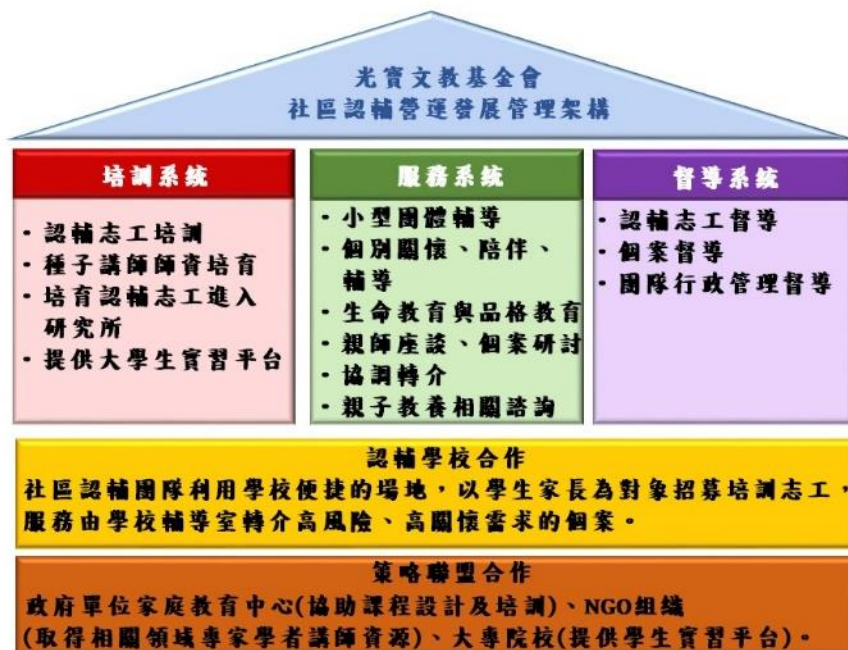 光寶文教基金會
社區認輔營運發展管理架構
培訓系統
・認輔志工培訓
・種子講師師資培育
・培育認輔志工進入
研究所
・提供大學生實習平台
服務系統
・小型團體輔導
・個別關懷、陪伴、
輔導
・生命教育與品格教育
・親師座談、個案研討
・協調轉介
・親子教養相關諮詢
督導系統
・認輔志工督導
・個案督導
・團隊行政管理督導
認輔學校合作
社區認輔團隊利用學校便捷的場地，以學生家長為對象招募培訓志工，
服務由學校輔導室轉介高風險、高關懷需求的個案。
策略聯盟合作
政府單位家庭教育中心(協助課程設計及培訓)、NGO組織
(取得相關領域專家學者講師資源)、大專院校(提供學生實習平台)。